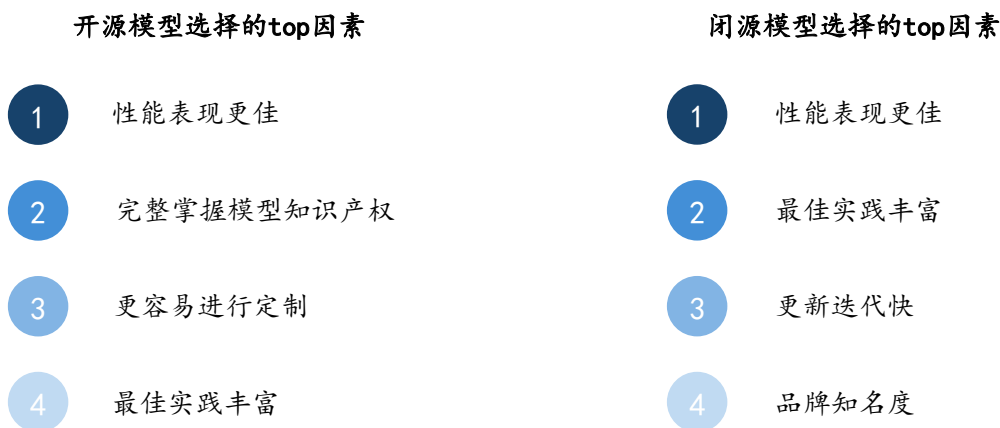 开源模型选择的top因素
1 性能表现更佳
2 完整掌握模型知识产权
3 更容易进行定制
4 最佳实践丰富
闭源模型选择的top因素
1 性能表现更佳
2 最佳实践丰富
3 更新迭代快
4 品牌知名度